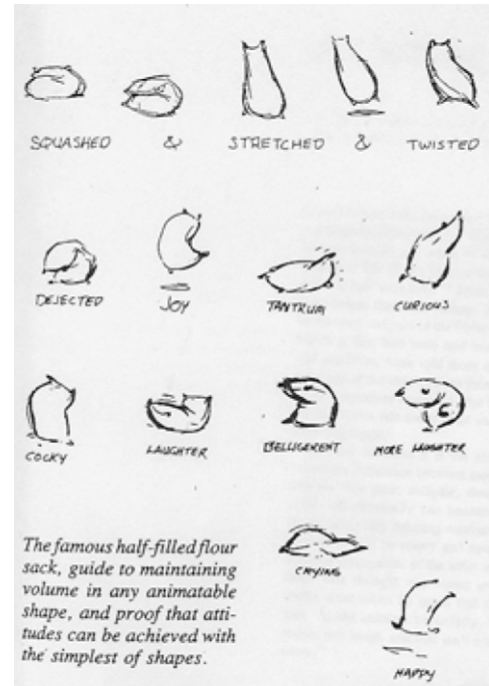 SQUASHED & STRETCHED & TWISTED
DEJECTED JOY TANTRUM CURIOUS
COCKY LAUGHTER BELLIGERENT MORE LAUGHTER
CRYING
HAPPY
The famous half-filled flour
sack, guide to maintaining
volume in any animatable
shape, and proof that atti-
tudes can be achieved with
the simplest of shapes.